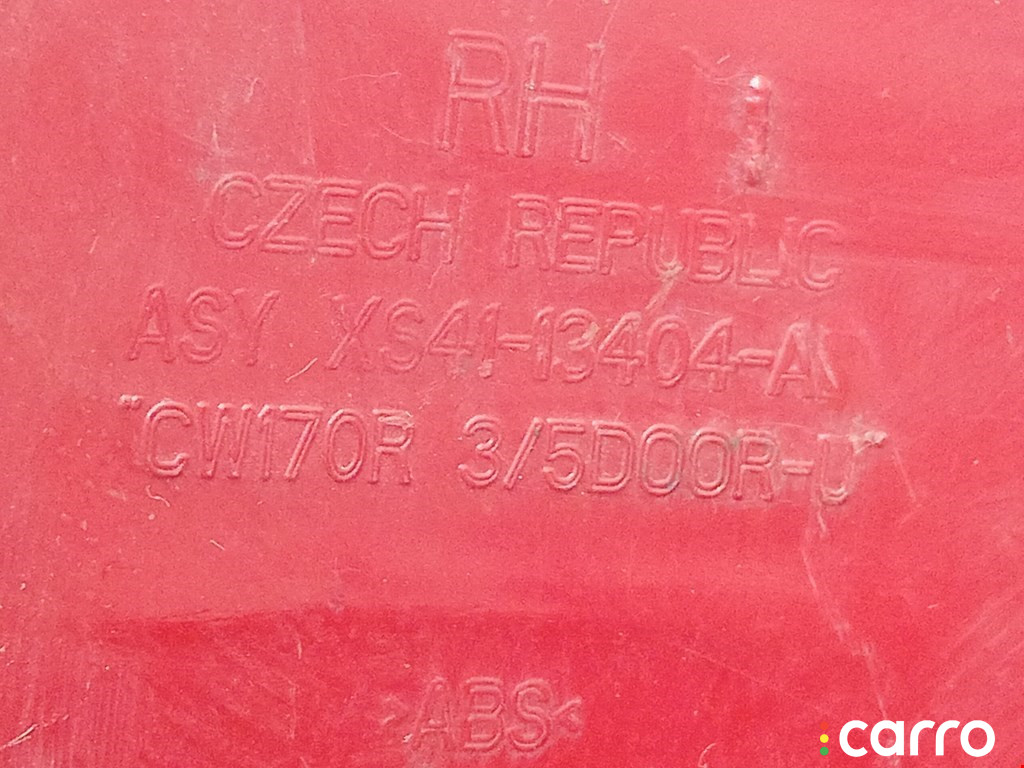 RH
CZECH REPUBLIC
ASY XS41-13404-A
"CW170R 3/5DOOR-U"
>ABS<
:carro